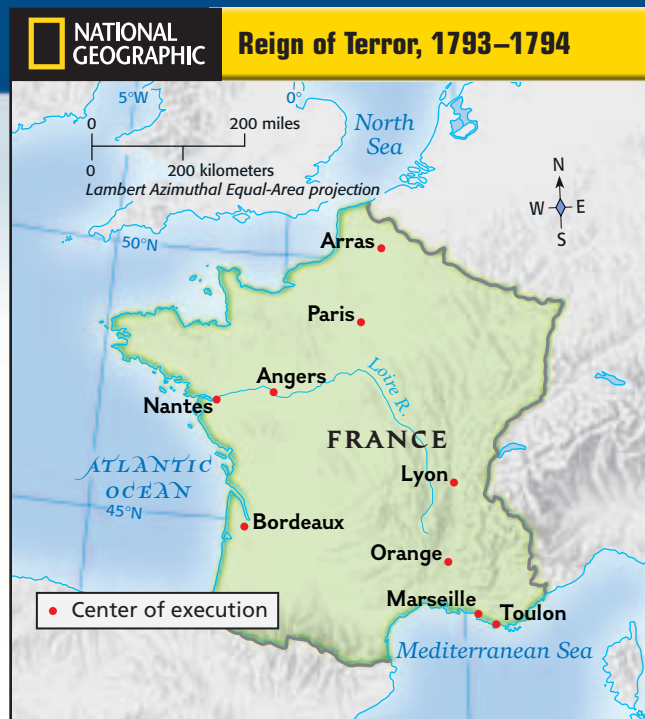 NATIONAL
GEOGRAPHIC
Reign of Terror, 1793–1794
5°W
0°
0 200 miles
0 200 kilometers
Lambert Azimuthal Equal-Area projection
North
Sea
N
W E
S
50°N
Arras
Paris
Angers
Loire R.
Nantes
FRANCE
ATLANTIC
OCEAN
Lyon
45°N
Bordeaux
Orange
Center of execution
Marseille
Toulon
Mediterranean Sea